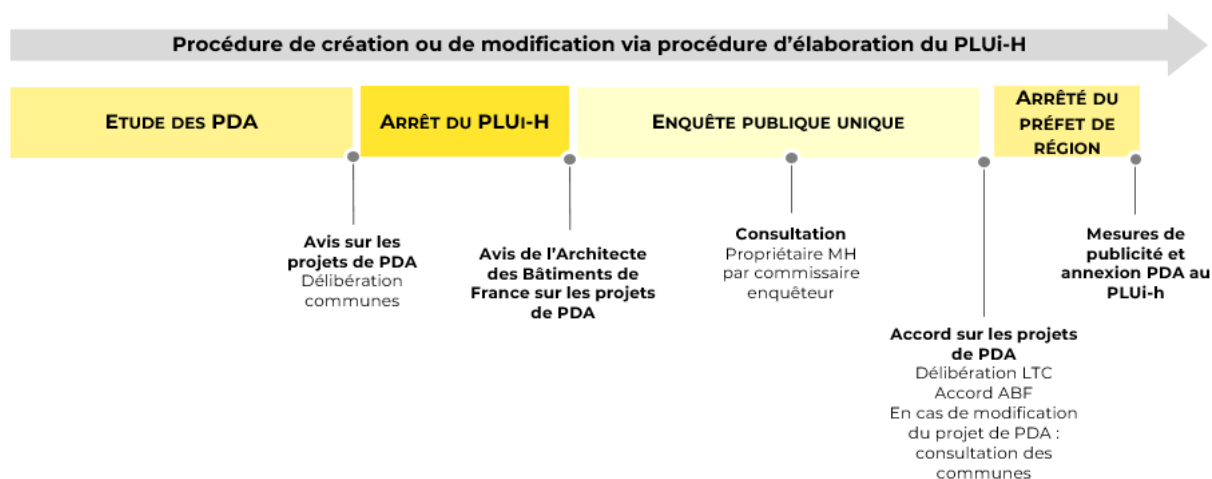 Procédure de création ou de modification via procédure d'élaboration du PLUi-H
ETUDE DES PDA
ARRÊT DU PLUI-H
ENQUÊTE PUBLIQUE UNIQUE
ARRÊTÉ DU
PRÉFET DE
RÉGION
Avis sur les
projets de PDA
Délibération
communes
Avis de l'Architecte
des Bâtiments de
France sur les projets
de PDA
Consultation
Propriétaire MH
par commissaire
enquêteur
Accord sur les projets
de PDA
Délibération LTC
Accord ABF
En cas de modification
du projet de PDA :
consultation des
communes
Mesures de
publicité et
annexion PDA au
PLUi-h